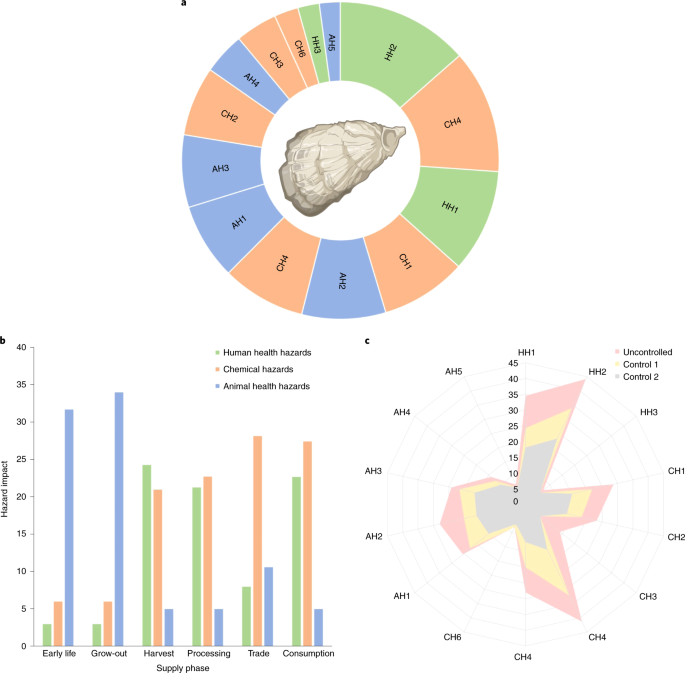 a
HH2
CH4
HH1
CH1
AH2
CH4
AH1
AH3
CH2
AH4
CH3
CH6
HH3
AH5
b
40
35
30
25
20
15
10
5
0
Hazard impact
Human health hazards
Chemical hazards
Animal health hazards
Early life Grow-out Harvest Processing Trade Consumption
Supply phase
c
Uncontrolled
Control 1
Control 2
HH1
HH2
HH3
CH1
CH2
CH3
CH4
CH4
CH6
AH1
AH2
AH3
AH4
AH5
45
40
35
30
25
20
15
10
5
0